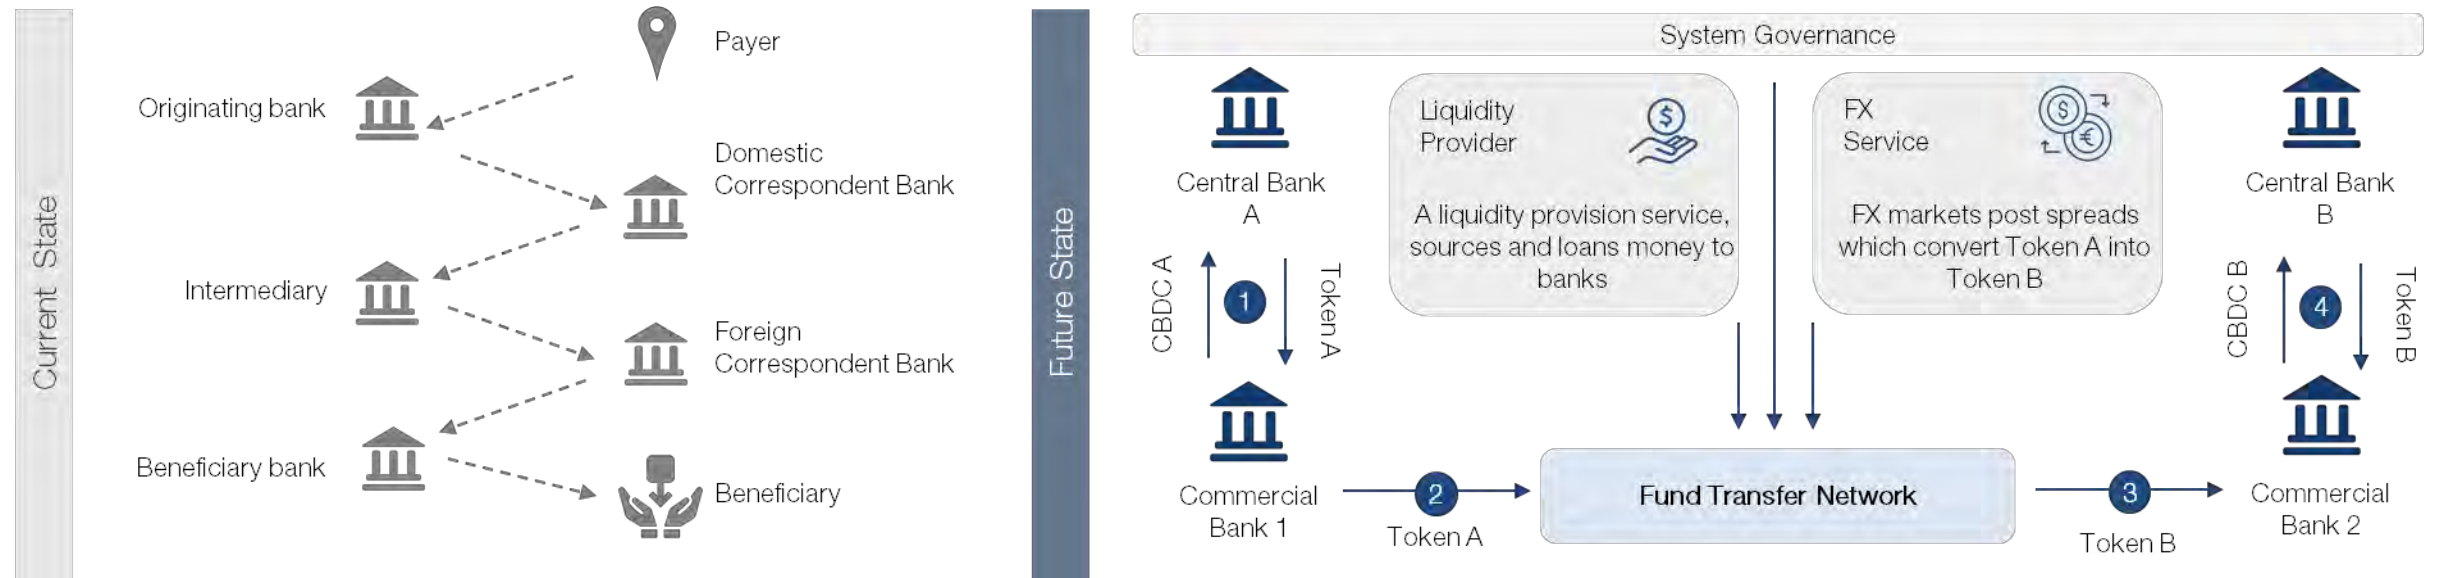 Current State
Payer
Originating bank
Domestic
Correspondent Bank
Intermediary
Foreign
Correspondent Bank
Beneficiary bank
Beneficiary
Future State
System Governance
Central Bank
A
CBDC A
1
Token A
Commercial
Bank 1
2
Token A
Liquidity
Provider
$
A liquidity provision service,
sources and loans money to
banks
FX
Service
$
€
FX markets post spreads
which convert Token A into
Token B
Fund Transfer Network
3
Token B
Central Bank
B
CBDC B
4
Token B
Commercial
Bank 2